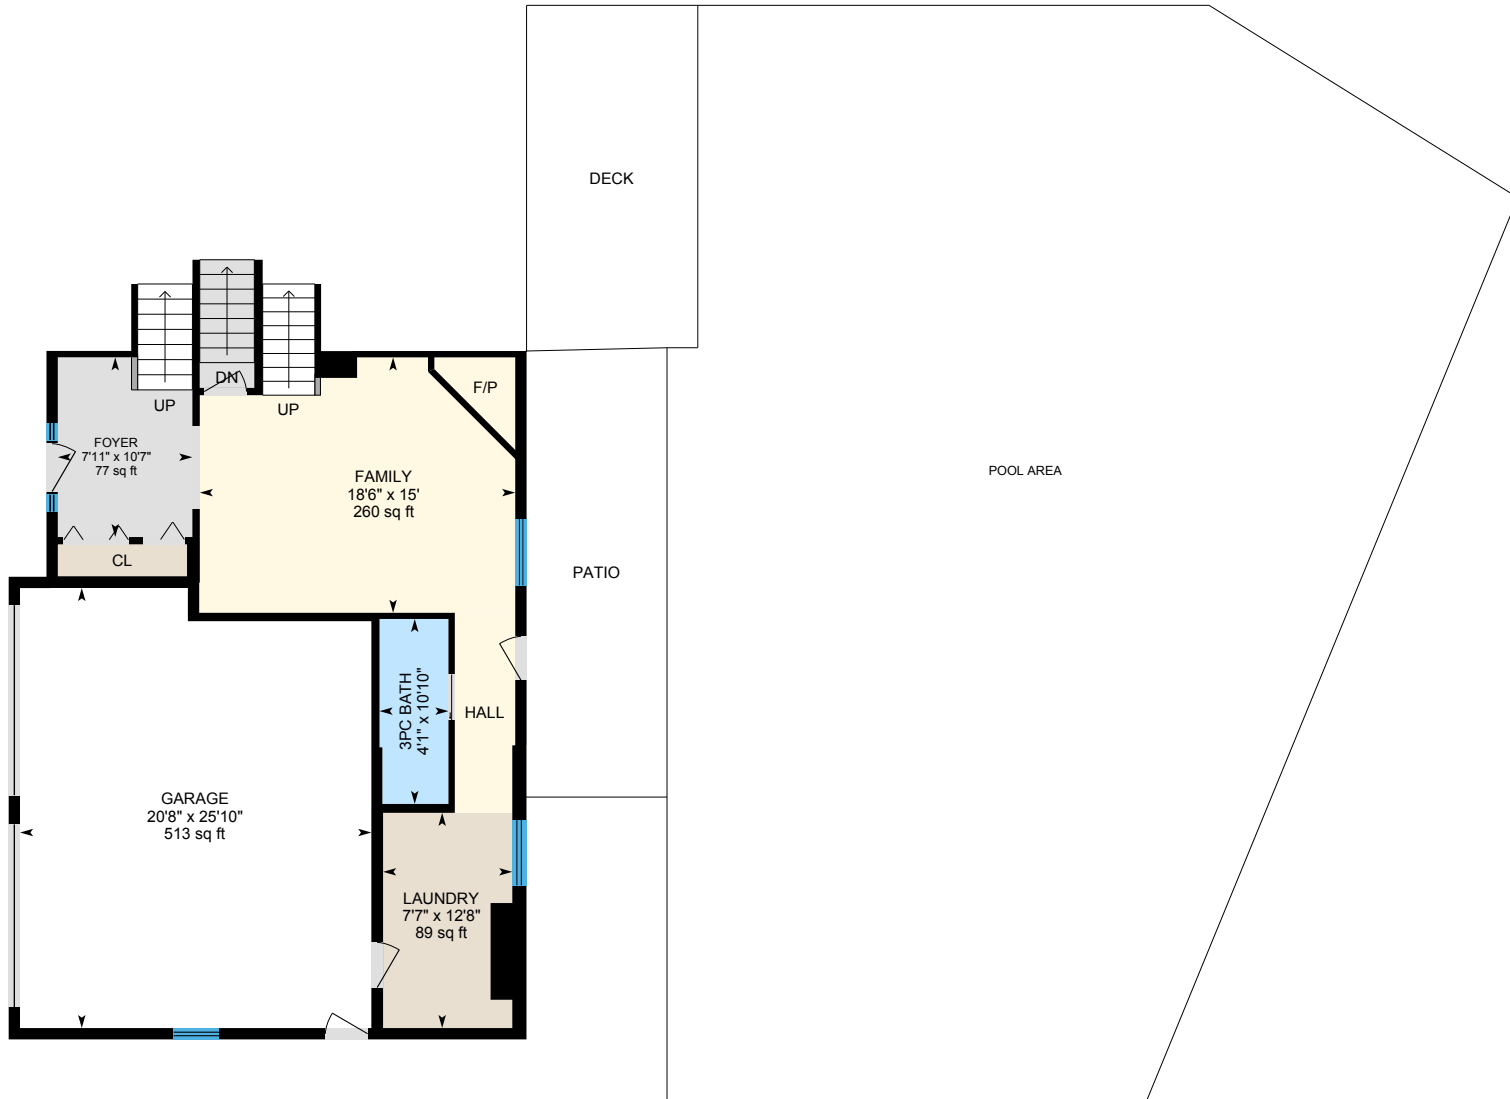 DECK
DN
F/P
UP
UP
FOYER
7'11" x 10'7"
77 sq ft
POOL AREA
FAMILY
18'6" x 15'
260 sq ft
CL
PATIO
3PC BATH
4'1" x 10'10"
HALL
GARAGE
20'8" x 25'10"
513 sq ft
LAUNDRY
7'7" x 12'8"
89 sq ft